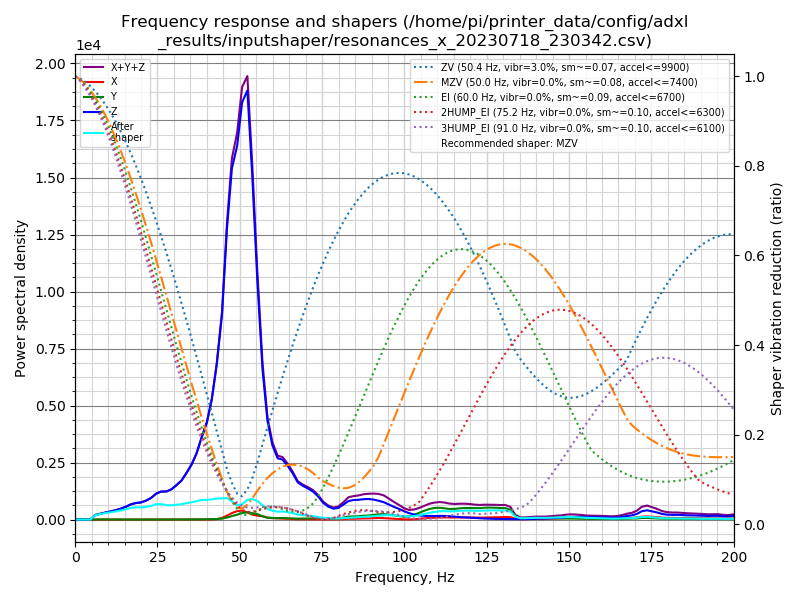 Frequency response and shapers (/home/pi/printer_data/config/adxl
_results/inputshaper/resonances_x_20230718_230342.csv)
1e4
X+Y+Z
X
Y
Z
After
shaper
ZV (50.4 Hz, vibr=3.0%, sm~=0.07, accel<=9900)
MZV (50.0 Hz, vibr=0.0%, sm~=0.08, accel<=7400)
EI (60.0 Hz, vibr=0.0%, sm~=0.09, accel<=6700)
2HUMP_EI (75.2 Hz, vibr=0.0%, sm~=0.10, accel<=6300)
3HUMP_EI (91.0 Hz, vibr=0.0%, sm~=0.10, accel<=6100)
Recommended shaper: MZV
Power spectral density
2.00
1.75
1.50
1.25
1.00
0.75
0.50
0.25
0.00
1.0
0.8
0.6
0.4
0.2
0.0
Shaper vibration reduction (ratio)
0 25 50 75 100 125 150 175 200
Frequency, Hz